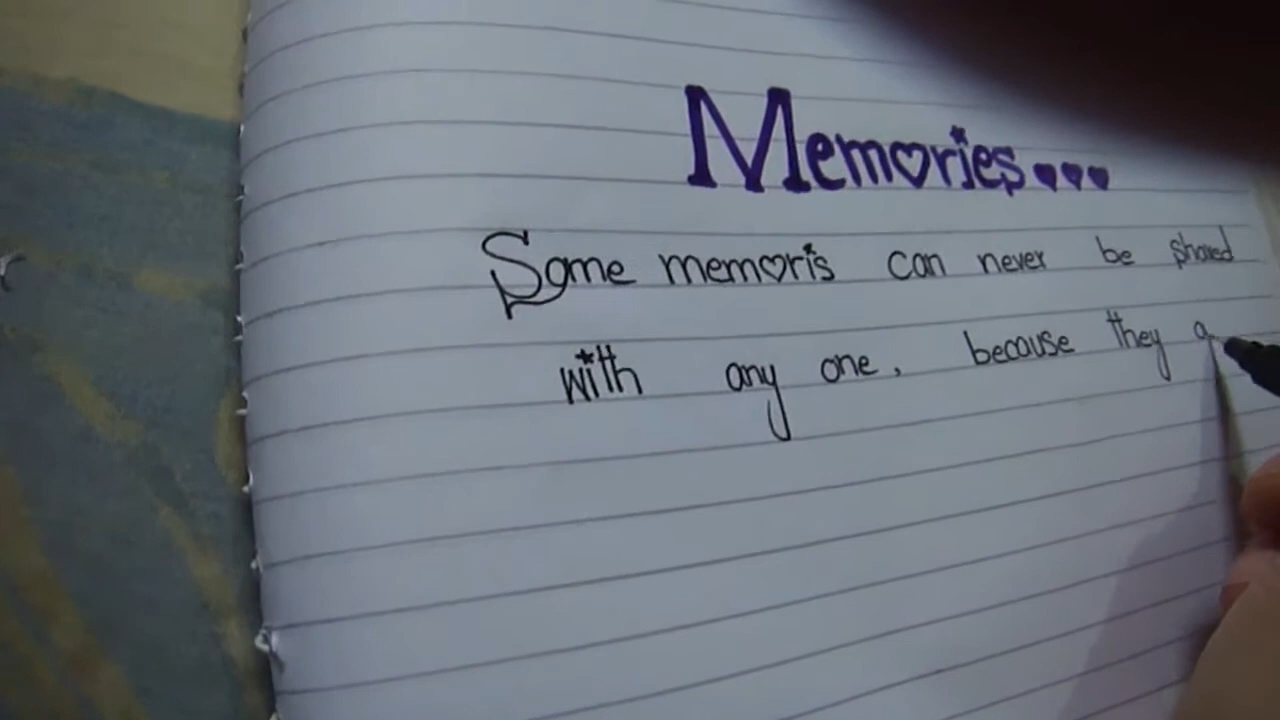 Memories...
Some memoris can never be shared
with any one, because they a